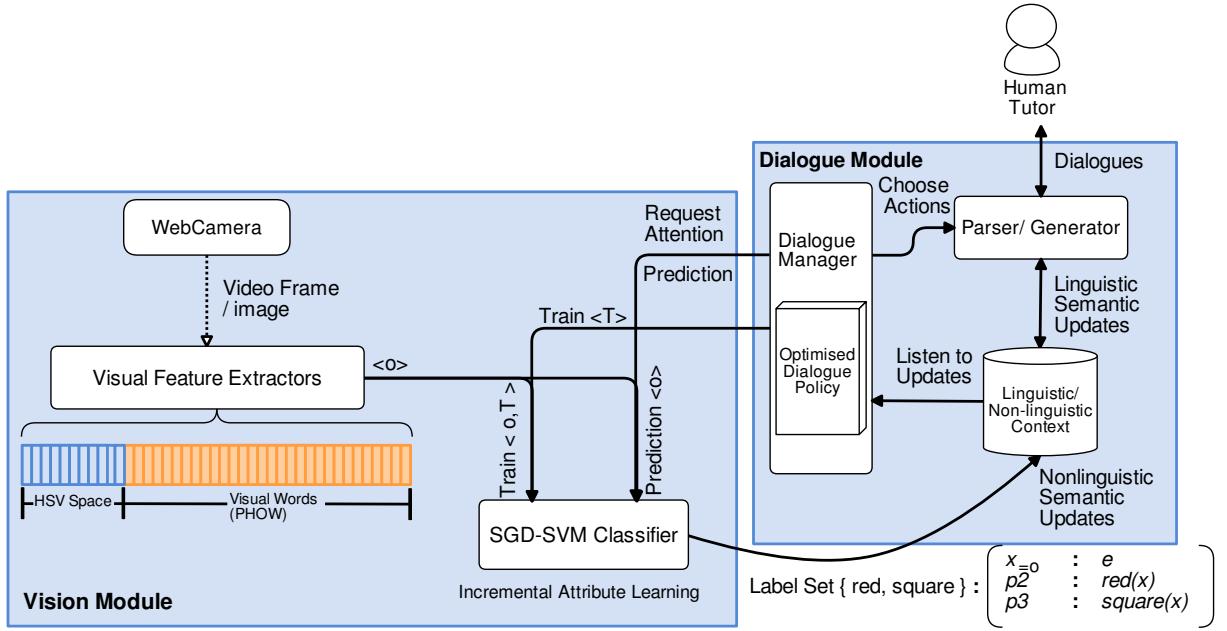 Human
Tutor
Dialogues
Dialogue Module
Choose
Actions
Dialogue
Manager
Parser/ Generator
Linguistic
Semantic
Updates
Optimised
Dialogue
Policy
Listen to
Updates
Linguistic/
Non-linguistic
Context
Nonlinguistic
Semantic
Updates
WebCamera
Video Frame
/ image
Request
Attention
Prediction
Train <T>
Visual Feature Extractors
<o>
Train < o,T >
Prediction <o>
HSV Space
Visual Words
(PHOW)
SGD-SVM Classifier
Incremental Attribute Learning
Vision Module
Label Set { red, square } :
x=o : e
p2 : red(x)
p3 : square(x)